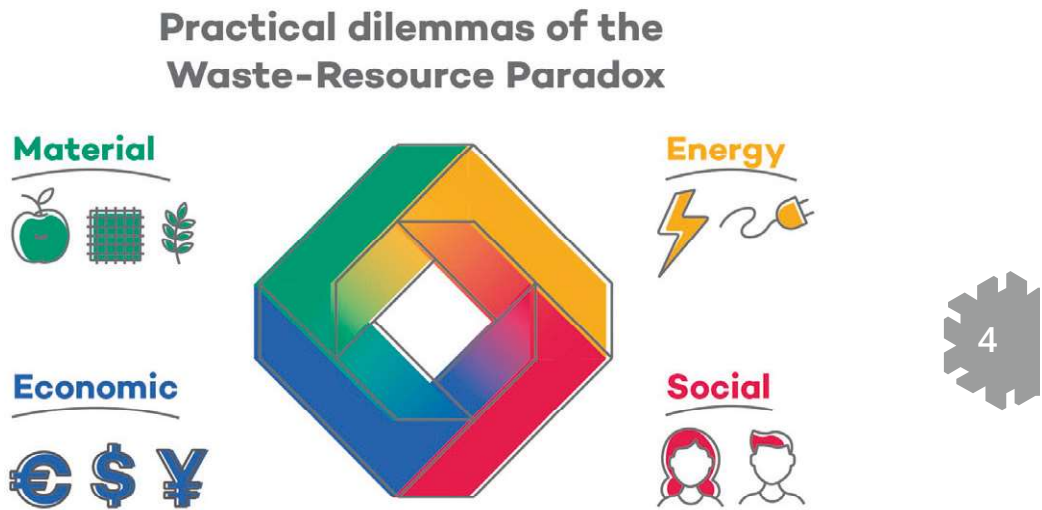 Practical dilemmas of the
Waste-Resource Paradox
Material
Energy
4
Economic
Social
€ $ ¥